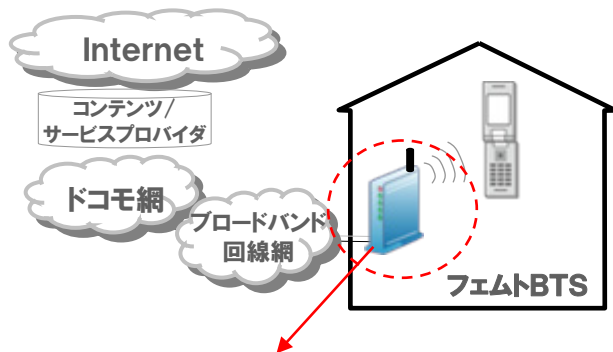 Internet
コンテンツ/
サービスプロバイダ
ドコモ網
ブロードバンド
回線網
フェムトBTS